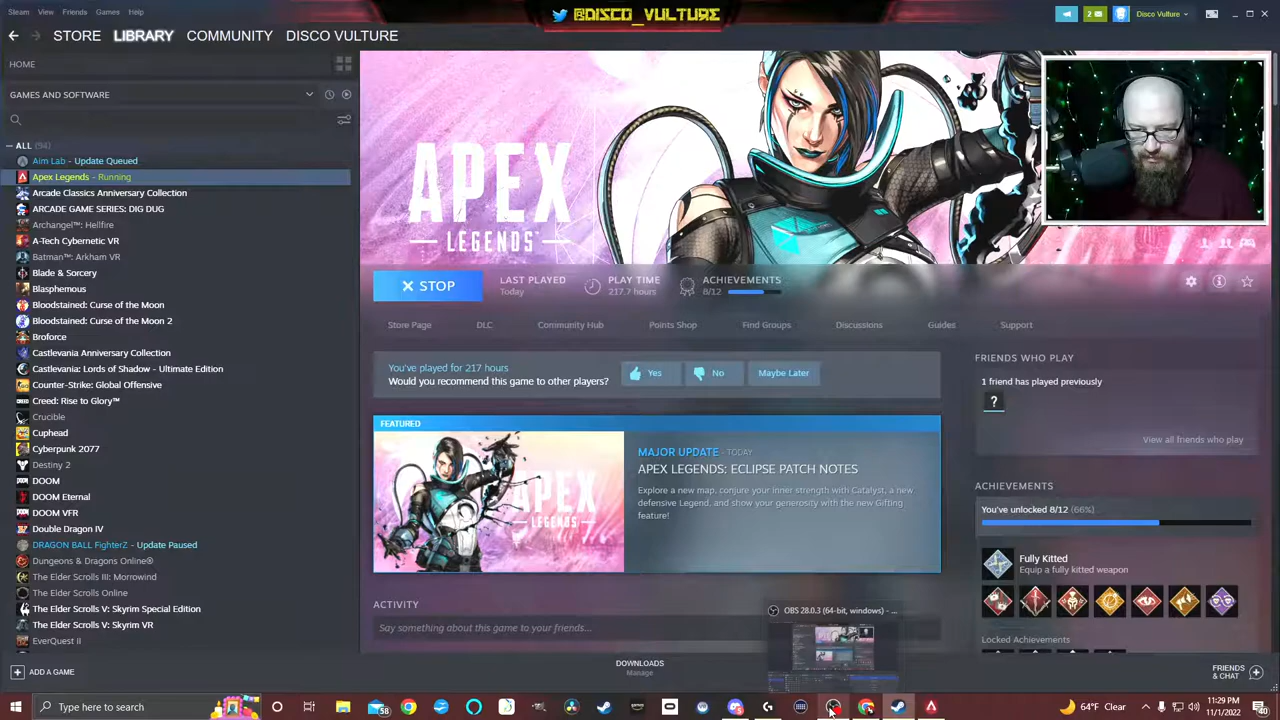 Steam View Friends Games Help
@DISCO_VULTURE
2
Disco Vulture
STORE LIBRARY COMMUNITY DISCO VULTURE
HOME
GAMES AND SOFTWARE
ALL (94)
Aim Lab - Update Queued
Apex Legends - Running
Arcade Classics Anniversary Collection
ARCADE GAME SERIES: DIG DUG
Archangel™: Hellfire
A-Tech Cybernetic VR
Batman™: Arkham VR
Blade & Sorcery
Blasphemous
Bloodstained: Curse of the Moon
Bloodstained: Curse of the Moon 2
Broforce
Castlevania Anniversary Collection
Castlevania: Lords of Shadow - Ultimate Edition
Counter-Strike: Global Offensive
Creed: Rise to Glory™
Crucible
Cuphead
Cyberpunk 2077
Destiny 2
DOOM
DOOM Eternal
DOOM VFR
Double Dragon IV
DRAGON BALL FighterZ - Update Paused
Dungeons & Dragons Online®
The Elder Scrolls III: Morrowind
The Elder Scrolls Online
The Elder Scrolls V: Skyrim Special Edition
The Elder Scrolls V: Skyrim VR
EverQuest II
ADD A GAME
APEX
LEGENDS™
STOP
LAST PLAYED
Today
PLAY TIME
217.7 hours
ACHIEVEMENTS
8/12
Store Page DLC Community Hub Points Shop Find Groups Discussions Guides Support
You've played for 217 hours
Would you recommend this game to other players?
Yes No Maybe Later
FEATURED
APEX
LEGENDS
MAJOR UPDATE - TODAY
APEX LEGENDS: ECLIPSE PATCH NOTES
Explore a new map, conjure your inner strength with Catalyst, a new
defensive Legend, and show your generosity with the new Gifting
feature!
ACTIVITY
Say something about this game to your friends...
FRIENDS WHO PLAY
1 friend has played previously
?
View all friends who play
ACHIEVEMENTS
You've unlocked 8/12 (66%)
Fully Kitted
Equip a fully kitted weapon
Locked Achievements
OBS 28.0.3 (64-bit, windows) - ...
DOWNLOADS
Manage
FRIENDS
& CHAT
Type here to search
58
64°F Clear
11:29 PM
11/1/2022
40